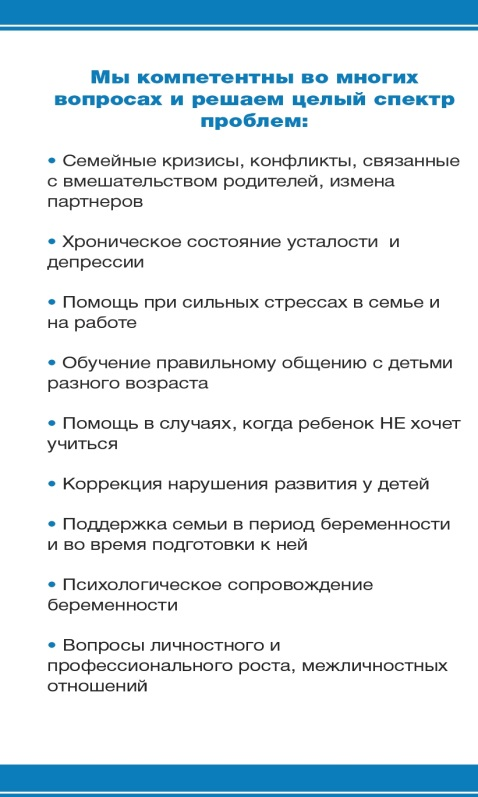 Мы компетентны во многих
вопросах и решаем целый спектр
проблем:
• Семейные кризисы, конфликты, связанные
с вмешательством родителей, измена
партнеров
• Хроническое состояние усталости  и
депрессии
• Помощь при сильных стрессах в семье и
на работе
• Обучение правильному общению с детьми
разного возраста
• Помощь в случаях, когда ребенок НЕ хочет
учиться
• Коррекция нарушения развития у детей
• Поддержка семьи в период беременности
и во время подготовки к ней
• Психологическое сопровождение
беременности
• Вопросы личностного и
профессионального роста, межличностных
отношений